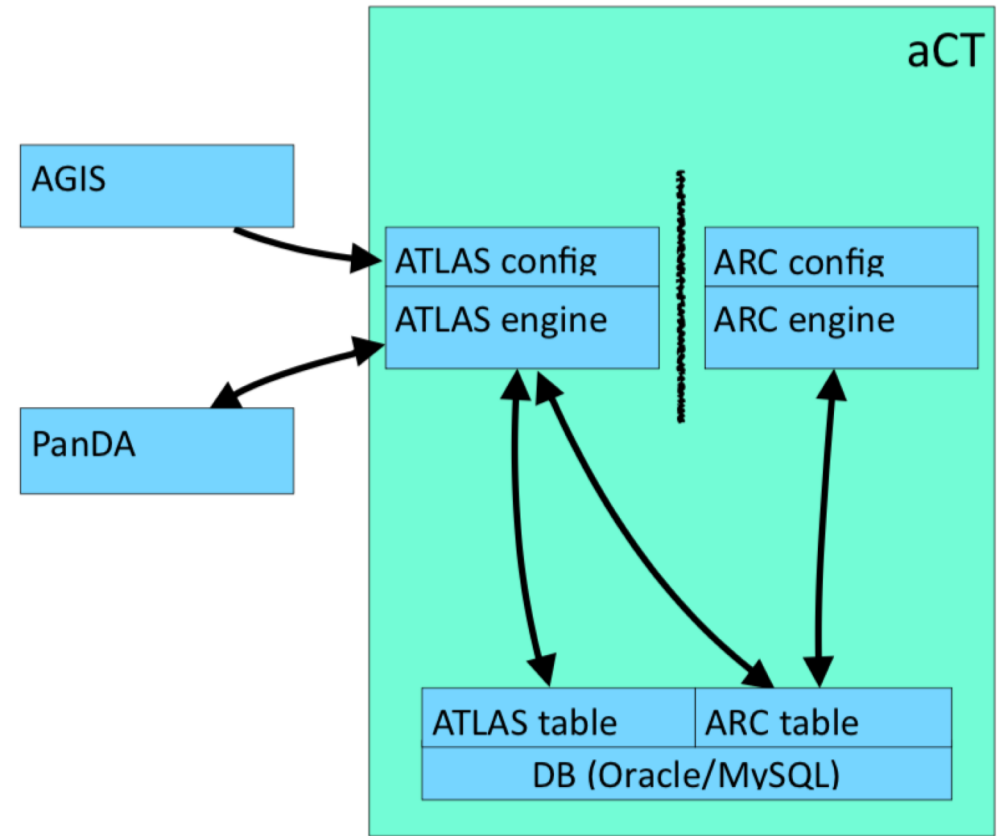 aCT
AGIS
ATLAS config
ARC config
ATLAS engine
ARC engine
PanDA
ATLAS table
ARC table
DB (Oracle/MySQL)